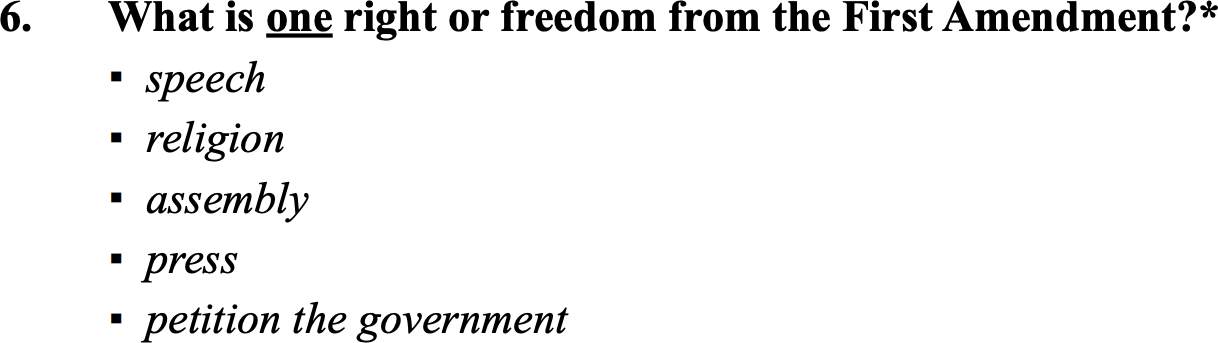 6. What is one right or freedom from the First Amendment?*
▪ speech
▪ religion
▪ assembly
▪ press
▪ petition the government